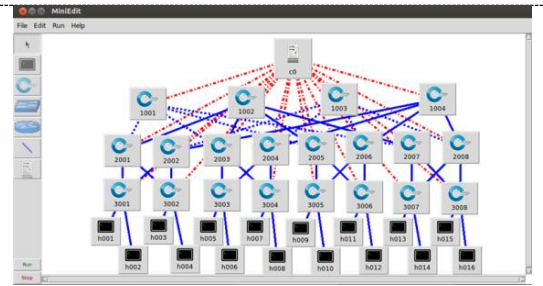 MiniEdit
File Edit Run Help
c0
1001 1002 1003 1004
2001 2002 2003 2004 2005 2006 2007 2008
3001 3002 3003 3004 3005 3006 3007 3008
h001 h003 h005 h007 h009 h011 h013 h015
h002 h004 h006 h008 h010 h012 h014 h016
Run
Stop